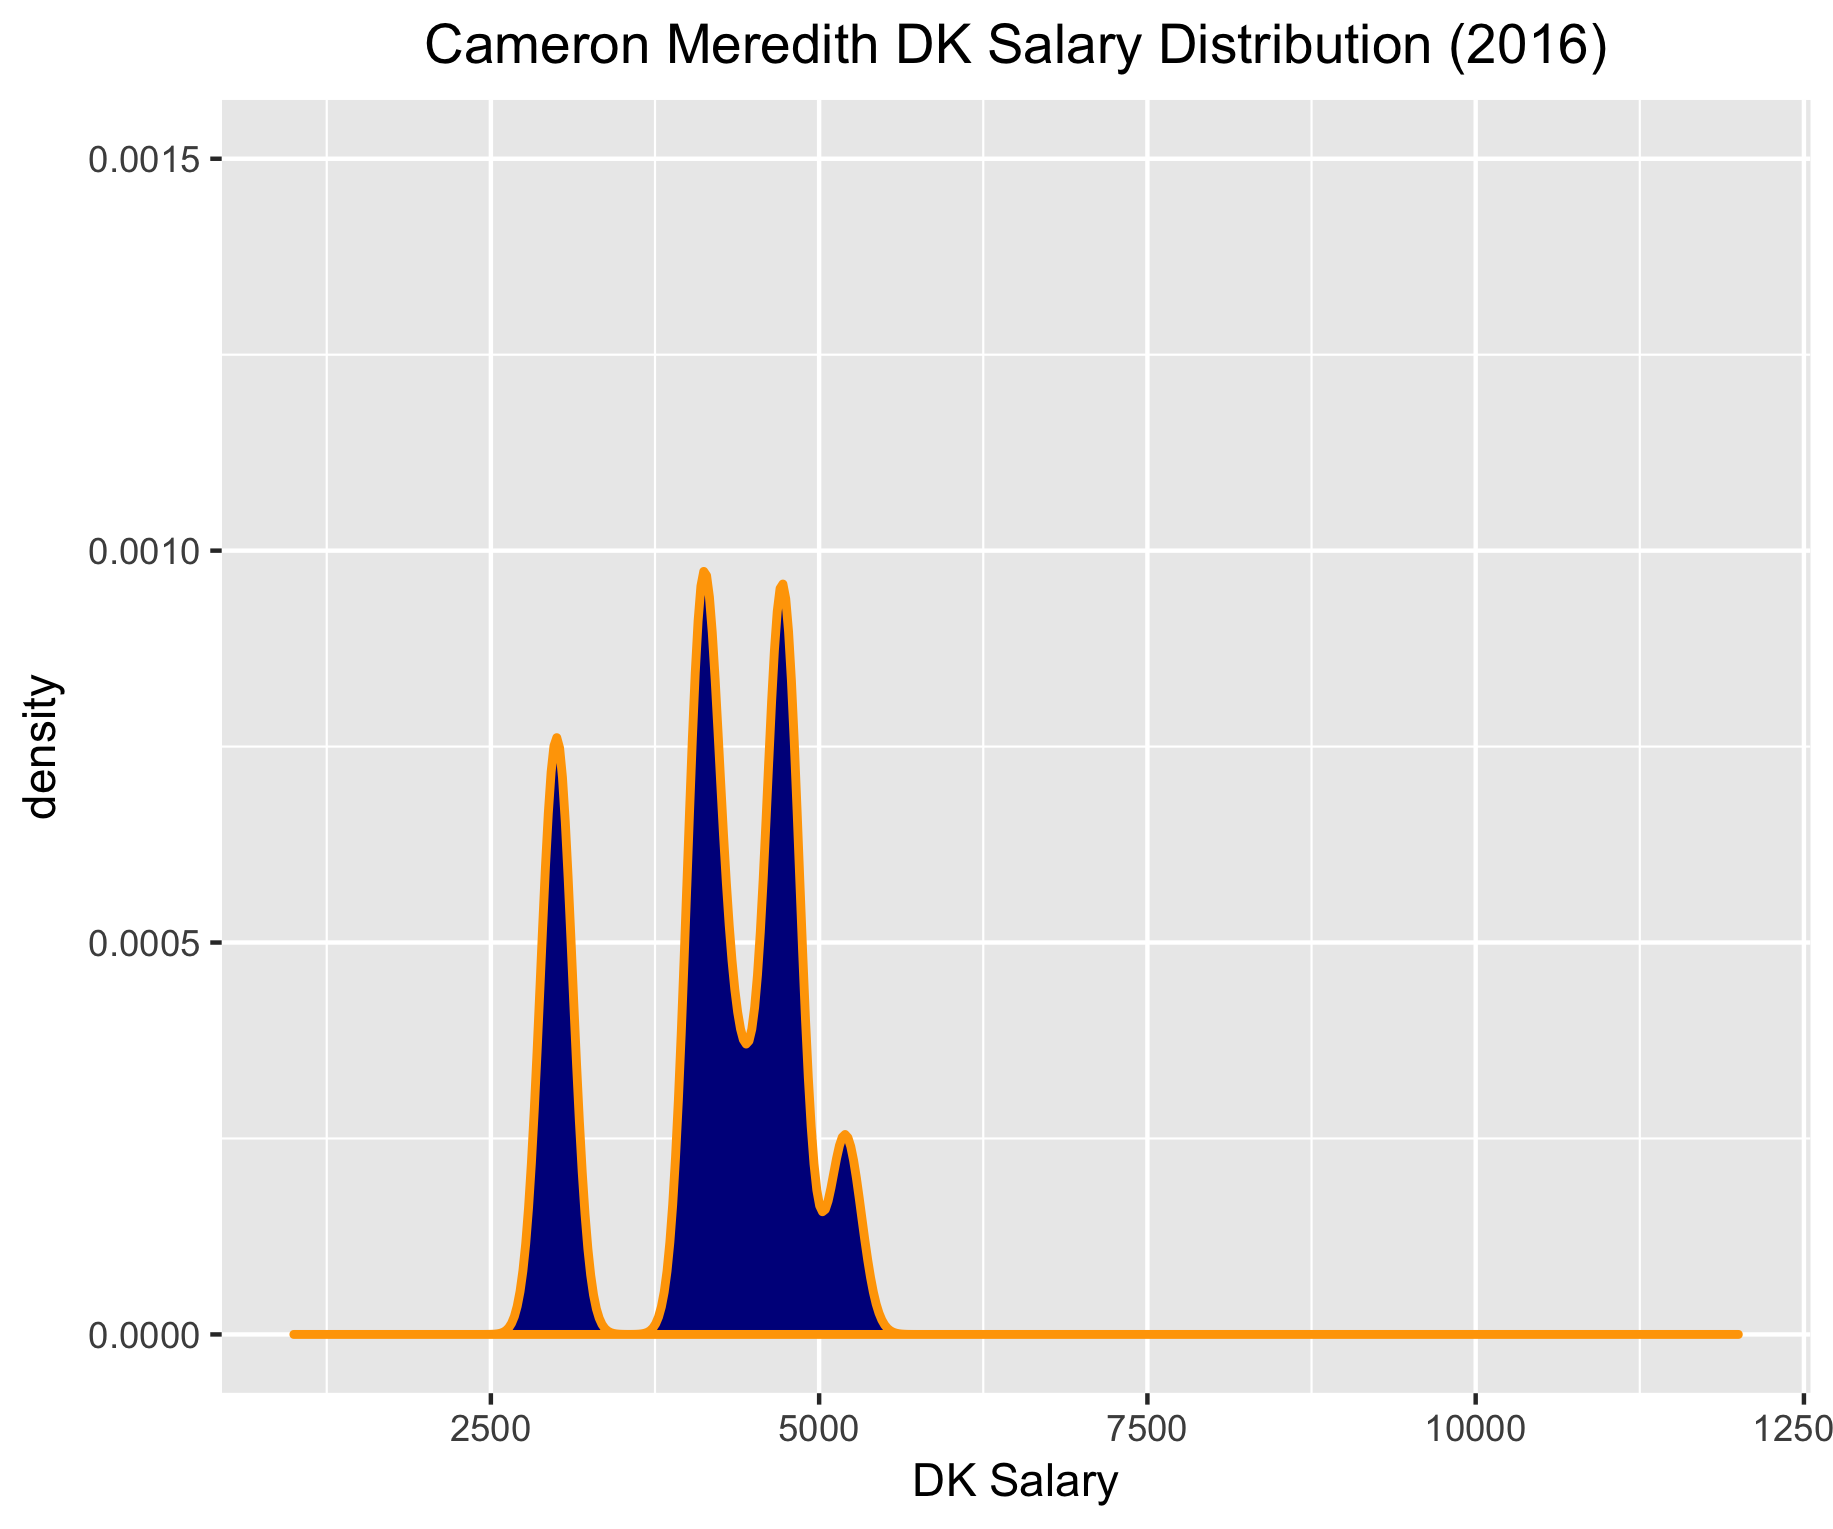 Cameron Meredith DK Salary Distribution (2016)
0.0015
0.0010
0.0005
0.0000
density
2500 5000 7500 10000 1250
DK Salary